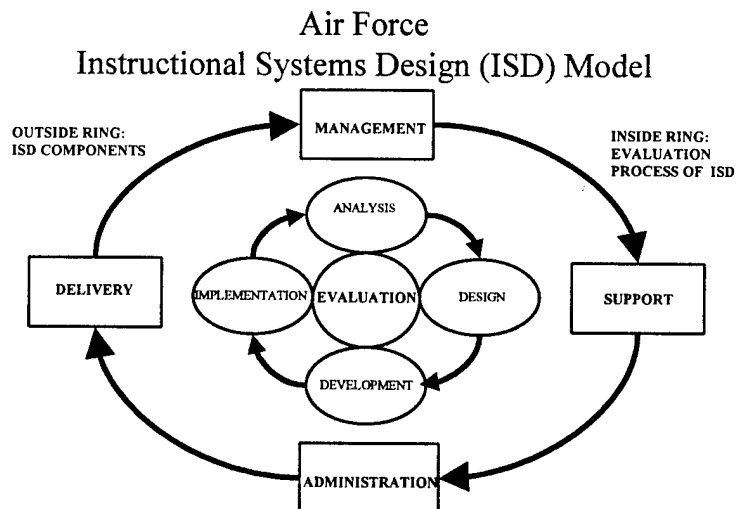 Air Force
Instructional Systems Design (ISD) Model
OUTSIDE RING:
ISD COMPONENTS
MANAGEMENT
INSIDE RING:
EVALUATION
PROCESS OF ISD
ANALYSIS
DELIVERY
IMPLEMENTATION
EVALUATION
DESIGN
SUPPORT
DEVELOPMENT
ADMINISTRATION